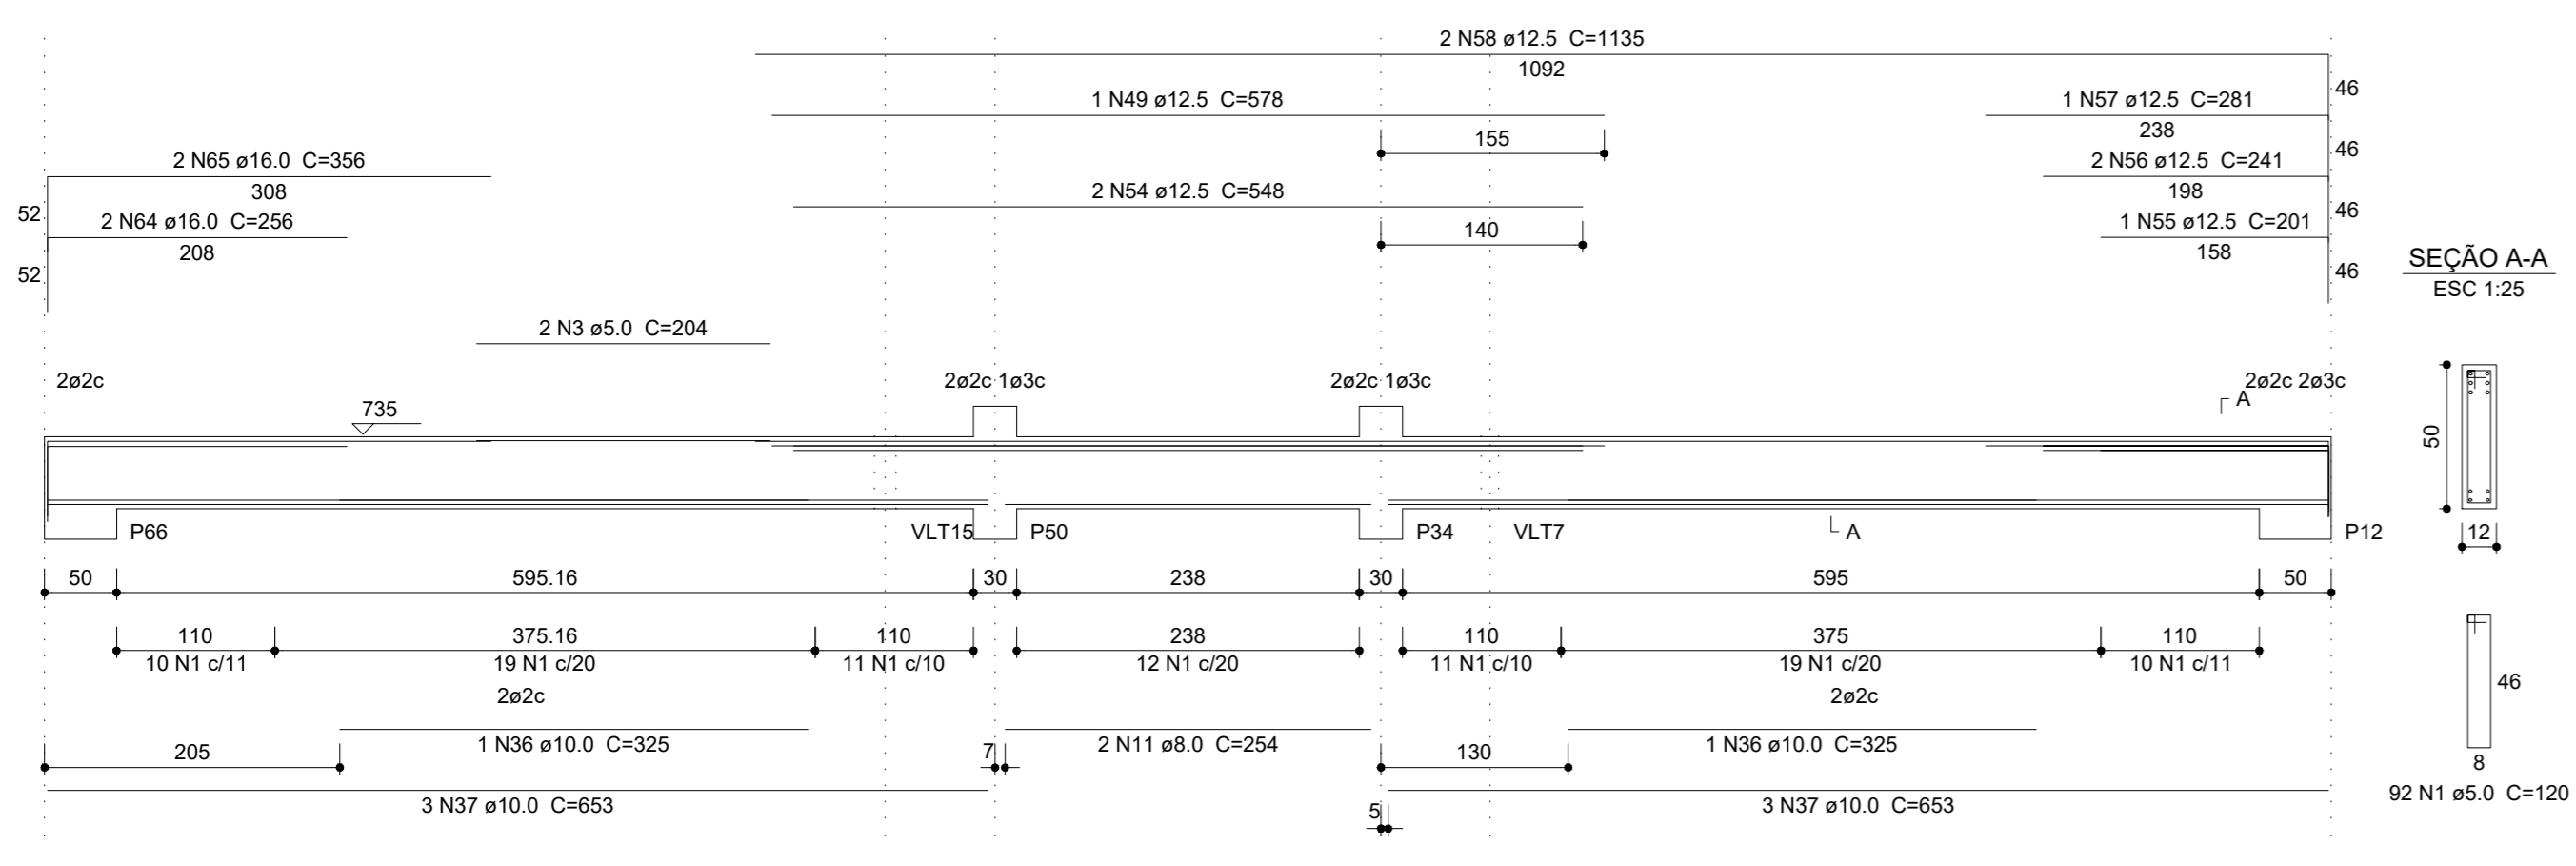 2 N58 ø12.5 C=1135
1092
46
1 N49 ø12.5 C=578
1 N57 ø12.5 C=281
155
238
46
2 N65 ø16.0 C=356
2 N56 ø12.5 C=241
308
2 N54 ø12.5 C=548
198
52
46
2 N64 ø16.0 C=256
1 N55 ø12.5 C=201
140
208
158
52
46
SEÇÃO A-A
ESC 1:25
2 N3 ø5.0 C=204
2ø2c
2ø2c 1ø3c
2ø2c 1ø3c
2ø2c 2ø3c
735
A
50
P66
VLT15
P50
P34
VLT7
A
P12
12
50
595.16
30
238
30
595
50
110
375.16
110
238
110
375
110
10 N1 c/11
19 N1 c/20
11 N1 c/10
12 N1 c/20
11 N1 c/10
19 N1 c/20
10 N1 c/11
2ø2c
2ø2c
46
205
1 N36 ø10.0 C=325
7
2 N11 ø8.0 C=254
130
1 N36 ø10.0 C=325
8
3 N37 ø10.0 C=653
5
3 N37 ø10.0 C=653
92 N1 ø5.0 C=120